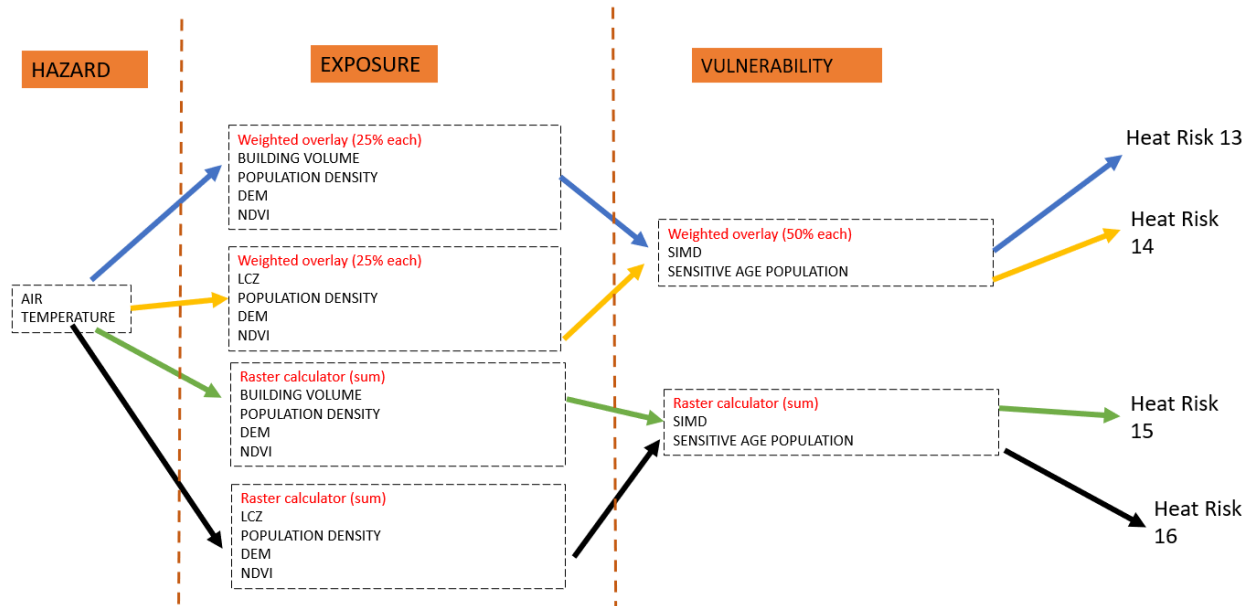 HAZARD
EXPOSURE
VULNERABILITY
AIR
TEMPERATURE
Weighted overlay (25% each)
BUILDING VOLUME
POPULATION DENSITY
DEM
NDVI
Weighted overlay (25% each)
LCZ
POPULATION DENSITY
DEM
NDVI
Raster calculator (sum)
BUILDING VOLUME
POPULATION DENSITY
DEM
NDVI
Raster calculator (sum)
LCZ
POPULATION DENSITY
DEM
NDVI
Weighted overlay (50% each)
SIMD
SENSITIVE AGE POPULATION
Raster calculator (sum)
SIMD
SENSITIVE AGE POPULATION
Heat Risk 13
Heat Risk
14
Heat Risk
15
Heat Risk
16